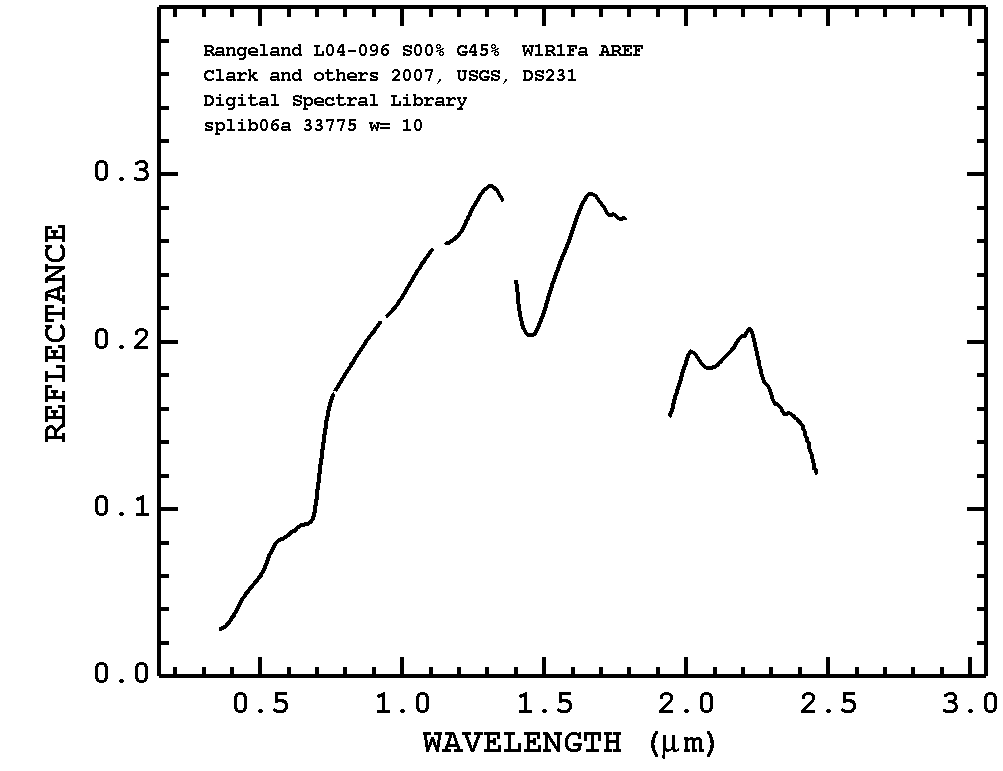 Rangeland L04-096 S00% G45% W1R1Fa AREF
Clark and others 2007, USGS, DS231
Digital Spectral Library
splib06a 33775 w= 10
REFLECTANCE
0.3
0.2
0.1
0.0
0.5 1.0 1.5 2.0 2.5 3.0
WAVELENGTH (μm)